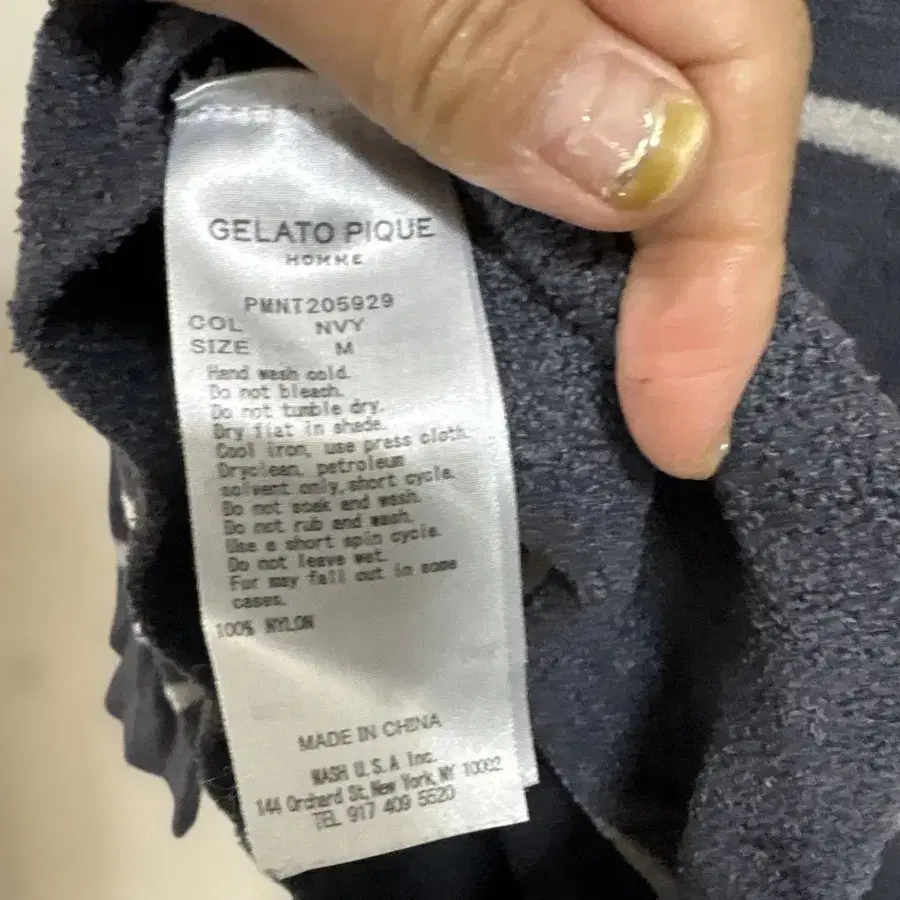 GELATO PIQUE
HOMME
PMNT205929
COL NVY
SIZE M
Hand wash cold.
Do not bleach.
Do not tumble dry.
Dry flat in shade.
Cool iron, use press cloth.
Dryclean, petroleum
solvent only, short cycle.
Do not soak and wash.
Do not rub and wash.
Use a short spin cycle.
Do not leave wet.
Fur may fall out in some
cases.
100% NYLON
MADE IN CHINA
MASH U.S.A Inc.
144 Orchard St, New York, NY 10002
TEL 917 409 5520